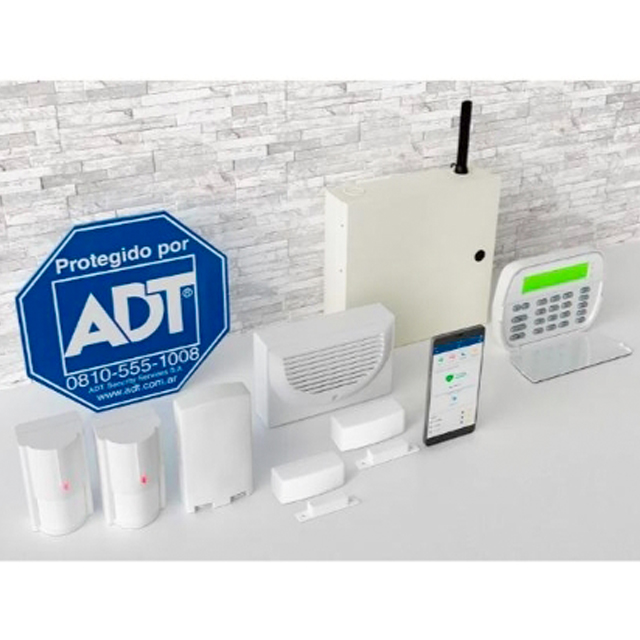 Protegido por
ADT®
0810-555-1008
ADT Security Services S.A.
www.adt.com.ar